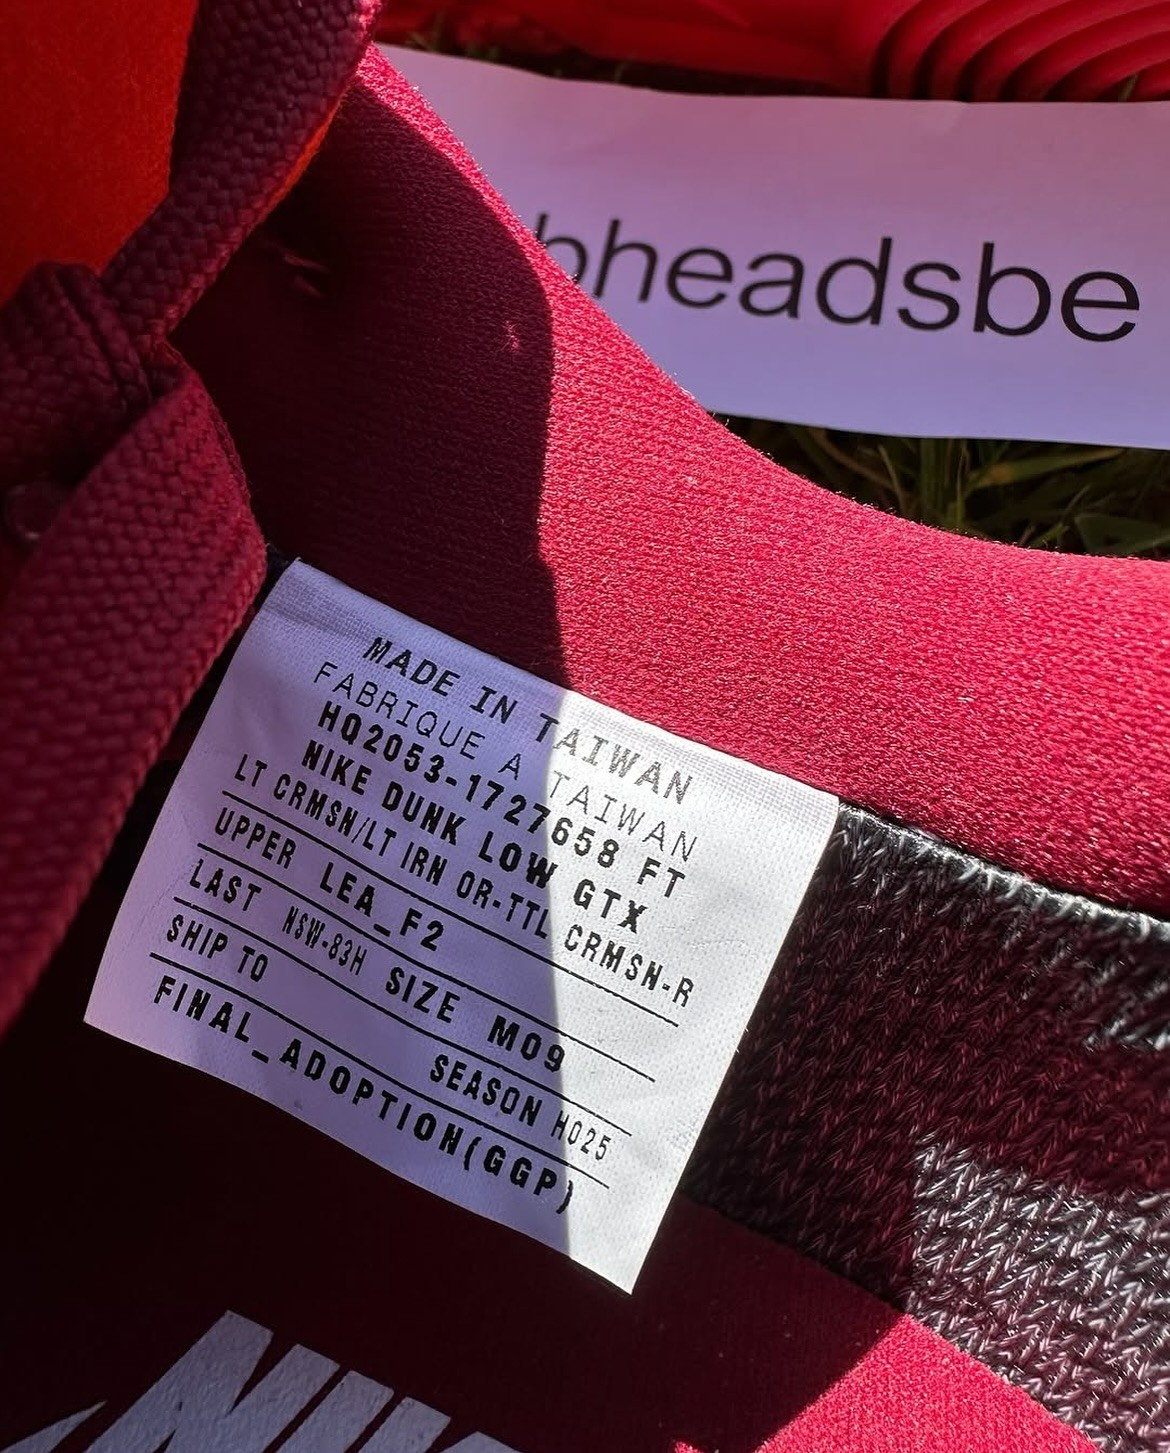 bheadsbe
MADE IN TAIWAN
FABRIQUE A TAIWAN
HQ2053-1727658 FT
NIKE DUNK LOW GTX
LT CRMSN/LT IRN OR-TTL CRMSN-R
UPPER LEA_F2
LAST NSW-83H SIZE M09
SHIP TO SEASON HO25
FINAL_ADOPTION(GGP)